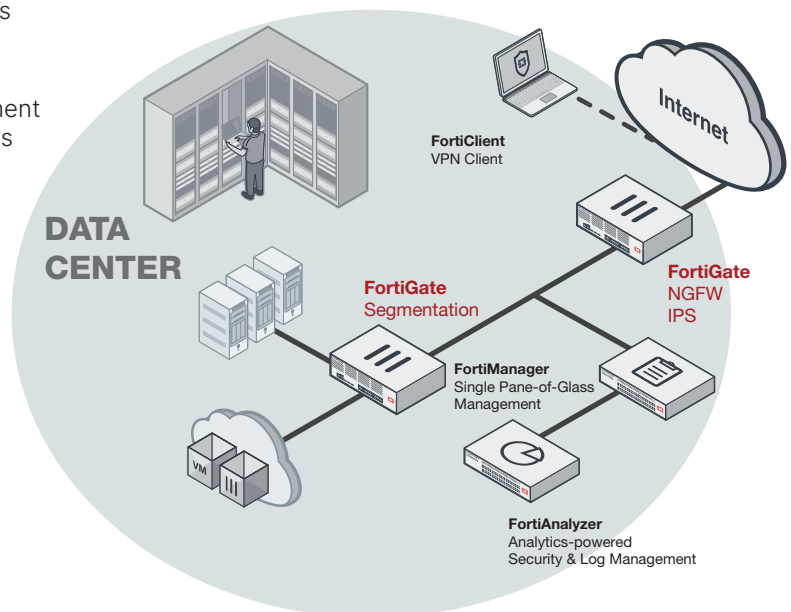 s
ment
s
DATA
CENTER
FortiClient
VPN Client
Internet
FortiGate
NGFW
IPS
FortiGate
Segmentation
FortiManager
Single Pane-of-Glass
Management
VM
FortiAnalyzer
Analytics-powered
Security & Log Management